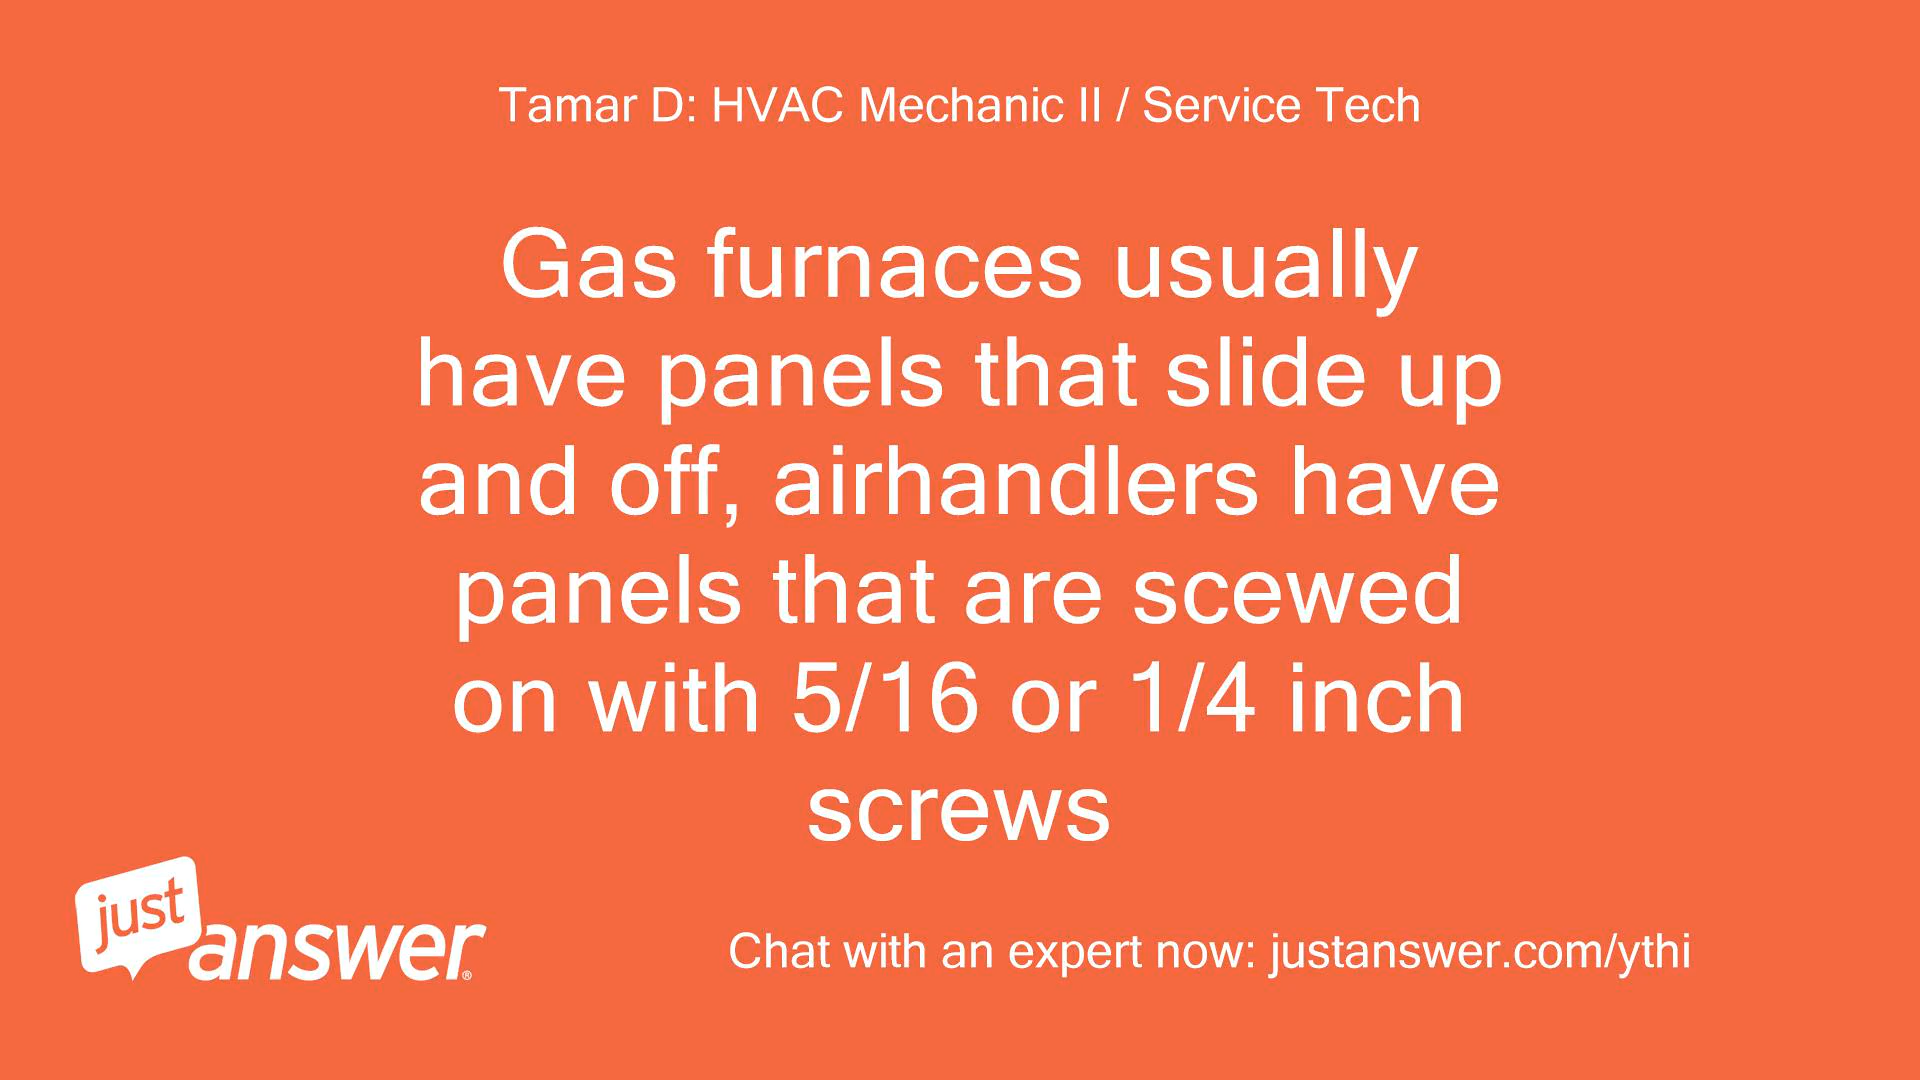 Tamar D: HVAC Mechanic II / Service Tech
Gas furnaces usually
have panels that slide up
and off, airhandlers have
panels that are scewed
on with 5/16 or 1/4 inch
screws
just
answer®
Chat with an expert now: justanswer.com/ythi